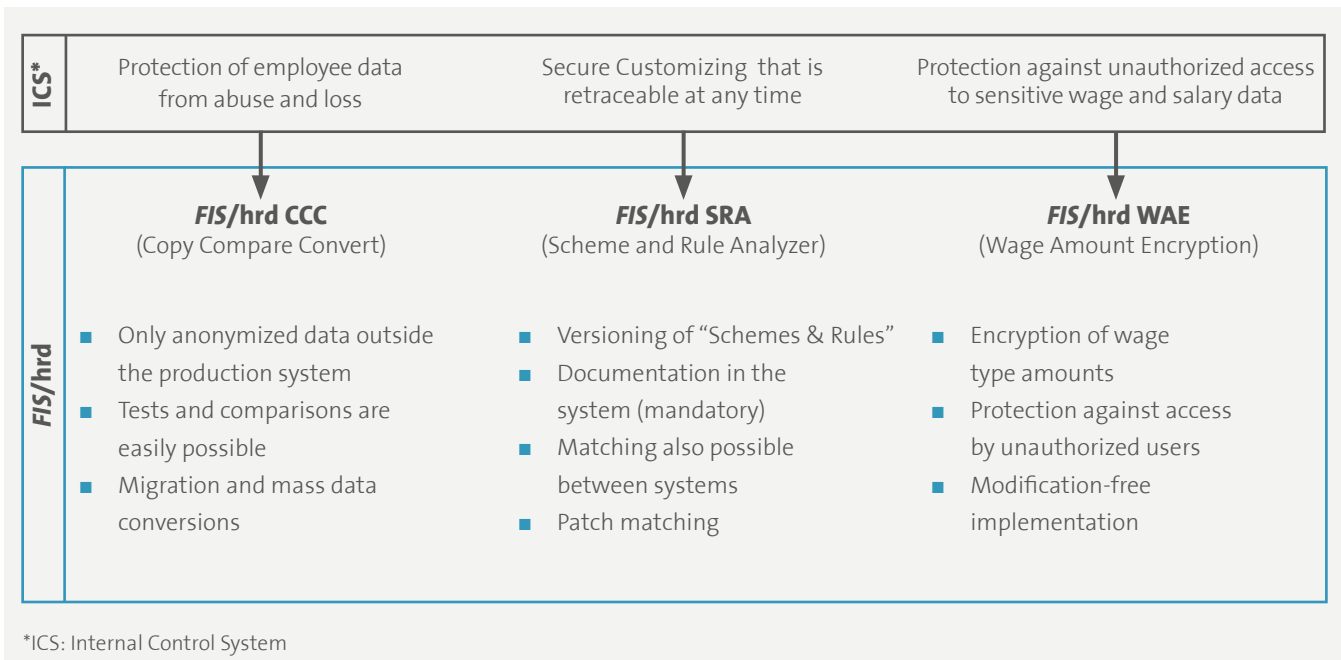 ICS*
Protection of employee data
from abuse and loss
Secure Customizing that is
retraceable at any time
Protection against unauthorized access
to sensitive wage and salary data
FIS/hrd
FIS/hrd CCC
(Copy Compare Convert)
■ Only anonymized data outside
the production system
■ Tests and comparisons are
easily possible
■ Migration and mass data
conversions
FIS/hrd SRA
(Scheme and Rule Analyzer)
■ Versioning of “Schemes & Rules”
■ Documentation in the
system (mandatory)
■ Matching also possible
between systems
■ Patch matching
FIS/hrd WAE
(Wage Amount Encryption)
■ Encryption of wage
type amounts
■ Protection against access
by unauthorized users
■ Modification-free
implementation
*ICS: Internal Control System